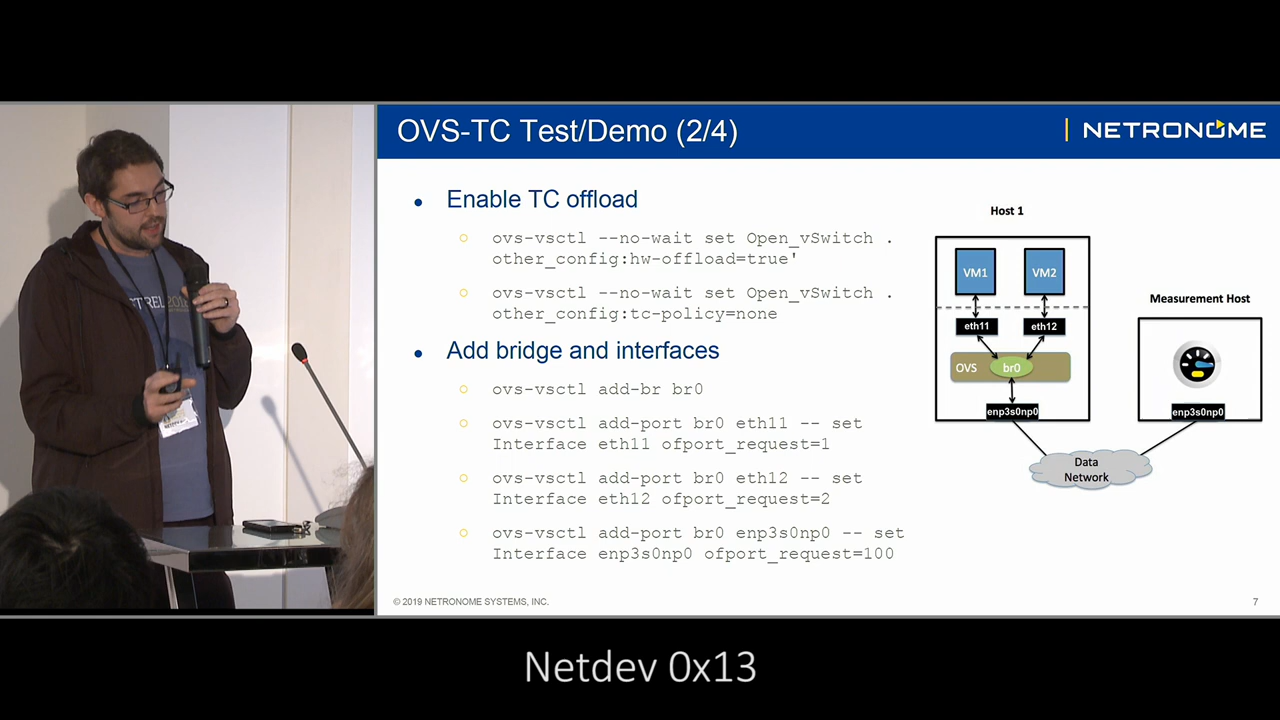 OVS-TC Test/Demo (2/4)
NETRONOME
• Enable TC offload
○ ovs-vsctl --no-wait set Open_vSwitch .
other_config:hw-offload=true'
○ ovs-vsctl --no-wait set Open_vSwitch .
other_config:tc-policy=none
• Add bridge and interfaces
○ ovs-vsctl add-br br0
○ ovs-vsctl add-port br0 eth11 -- set
Interface eth11 ofport_request=1
○ ovs-vsctl add-port br0 eth12 -- set
Interface eth12 ofport_request=2
○ ovs-vsctl add-port br0 enp3s0np0 -- set
Interface enp3s0np0 ofport_request=100
Host 1
VM1
VM2
eth11
eth12
OVS
br0
enp3s0np0
Measurement Host
enp3s0np0
Data
Network
© 2019 NETRONOME SYSTEMS, INC.
7
Netdev 0x13